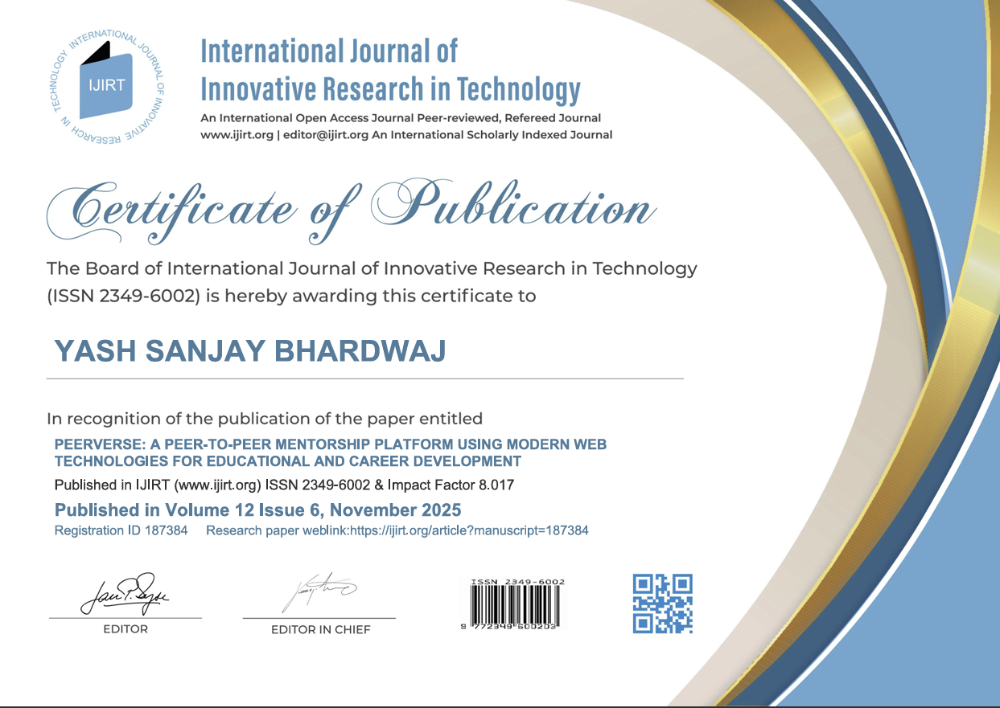 INTERNATIONAL JOURNAL OF INNOVATIVE RESEARCH IN TECHNOLOGY
IJIRT
International Journal of
Innovative Research in Technology
An International Open Access Journal Peer-reviewed, Refereed Journal
www.ijirt.org | editor@ijirt.org An International Scholarly Indexed Journal
Certificate of Publication
The Board of International Journal of Innovative Research in Technology
(ISSN 2349-6002) is hereby awarding this certificate to
YASH SANJAY BHARDWAJ
In recognition of the publication of the paper entitled
PEERVERSE: A PEER-TO-PEER MENTORSHIP PLATFORM USING MODERN WEB
TECHNOLOGIES FOR EDUCATIONAL AND CAREER DEVELOPMENT
Published in IJIRT (www.ijirt.org) ISSN 2349-6002 & Impact Factor 8.017
Published in Volume 12 Issue 6, November 2025
Registration ID 187384 Research paper weblink:https://ijirt.org/article?manuscript=187384
EDITOR
EDITOR IN CHIEF
ISSN 2349-6002
9 772349 600203